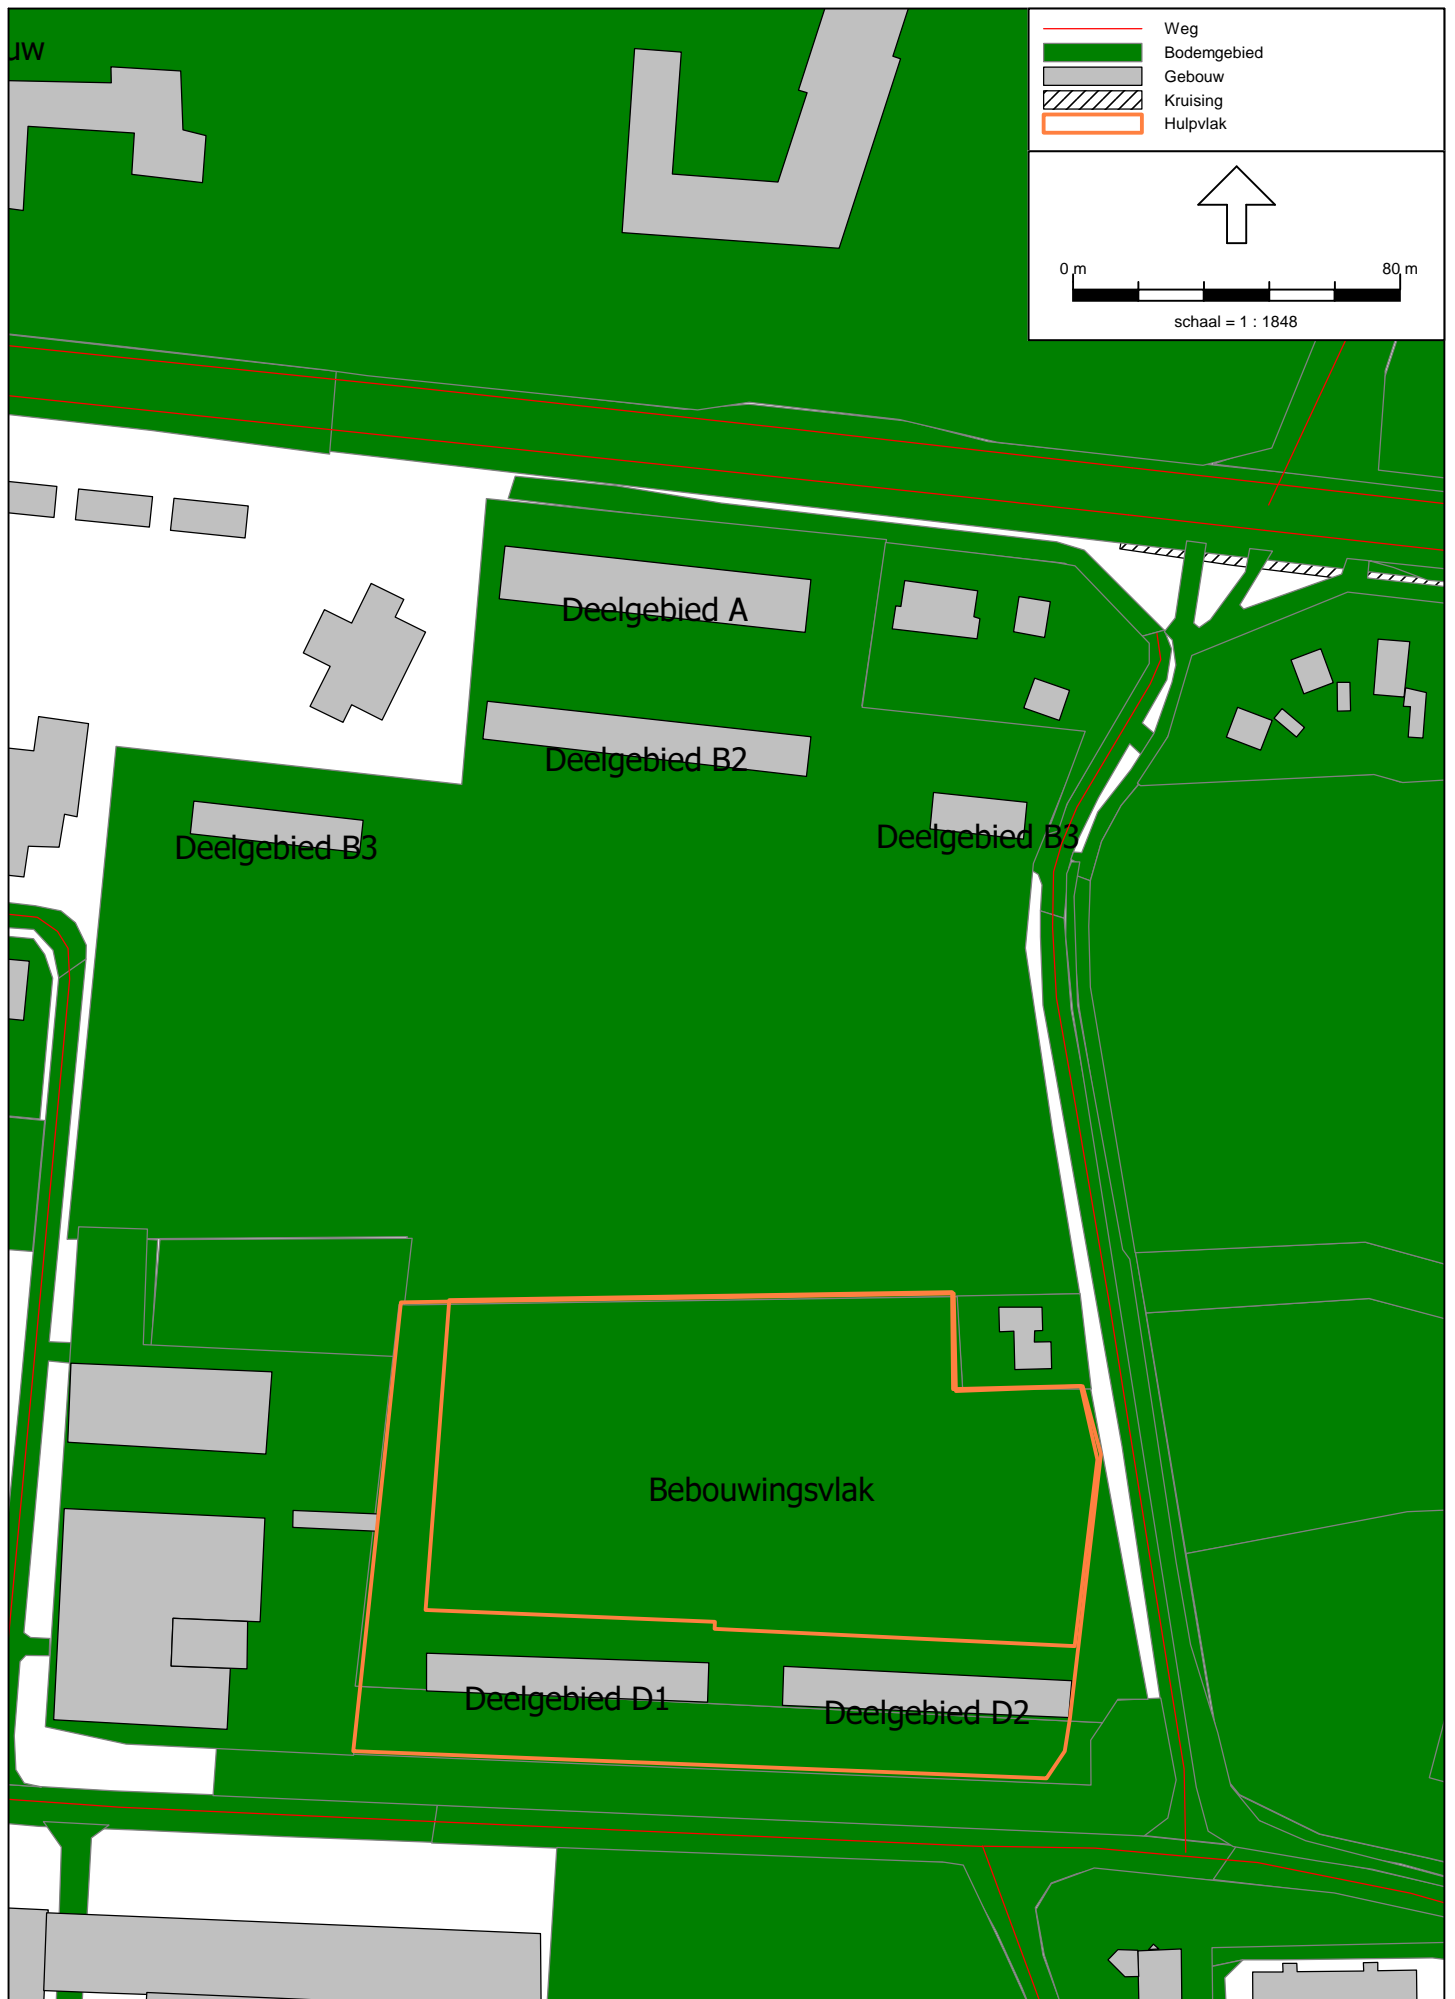 uw
Weg
Bodemgebied
Gebouw
Kruising
Hulpvlak
0 m 80 m
schaal = 1 : 1848
Deelgebied A
Deelgebied B2
Deelgebied B3
Deelgebied B3
Bebouwingsvlak
Deelgebied D1
Deelgebied D2